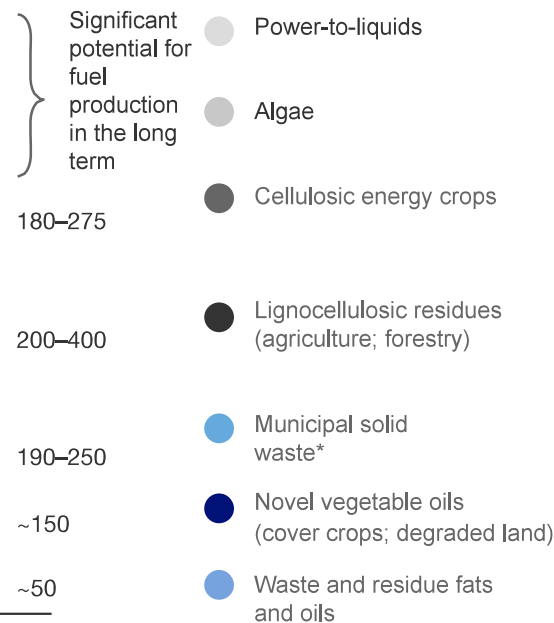 Significant
potential for
fuel
production
in the long
term
Power-to-liquids
Algae
180–275
Cellulosic energy crops
200–400
Lignocellulosic residues
(agriculture; forestry)
190–250
Municipal solid
waste*
~150
Novel vegetable oils
(cover crops; degraded land)
~50
Waste and residue fats
and oils